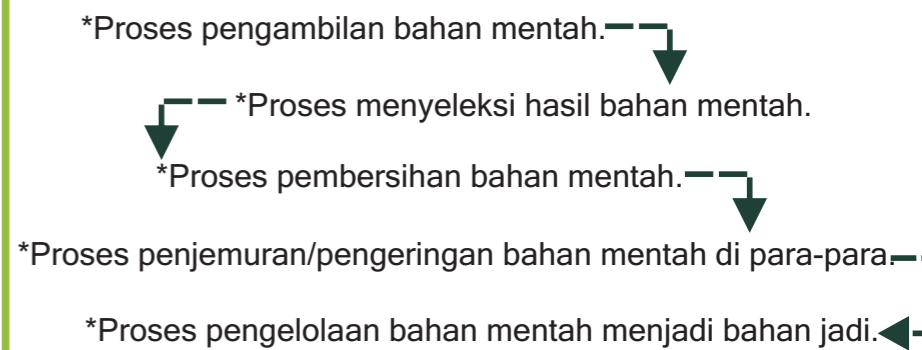 *Proses pengambilan bahan mentah.
*Proses menyeleksi hasil bahan mentah.
*Proses pembersihan bahan mentah.
*Proses penjemuran/pengeringan bahan mentah di para-para.
*Proses pengelolaan bahan mentah menjadi bahan jadi.